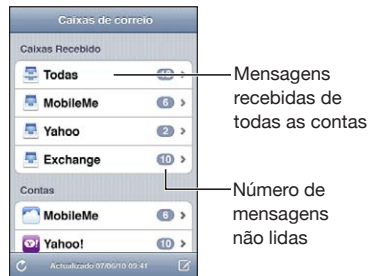 Caixas de correio
Caixas Recebido
Todas
MobileMe 6
Yahoo 2
Exchange 10
Contas
MobileMe 6
Yahoo! 10
Actualizado 07/06/10 09:41
Mensagens
recebidas de
todas as contas
Número de
mensagens
não lidas